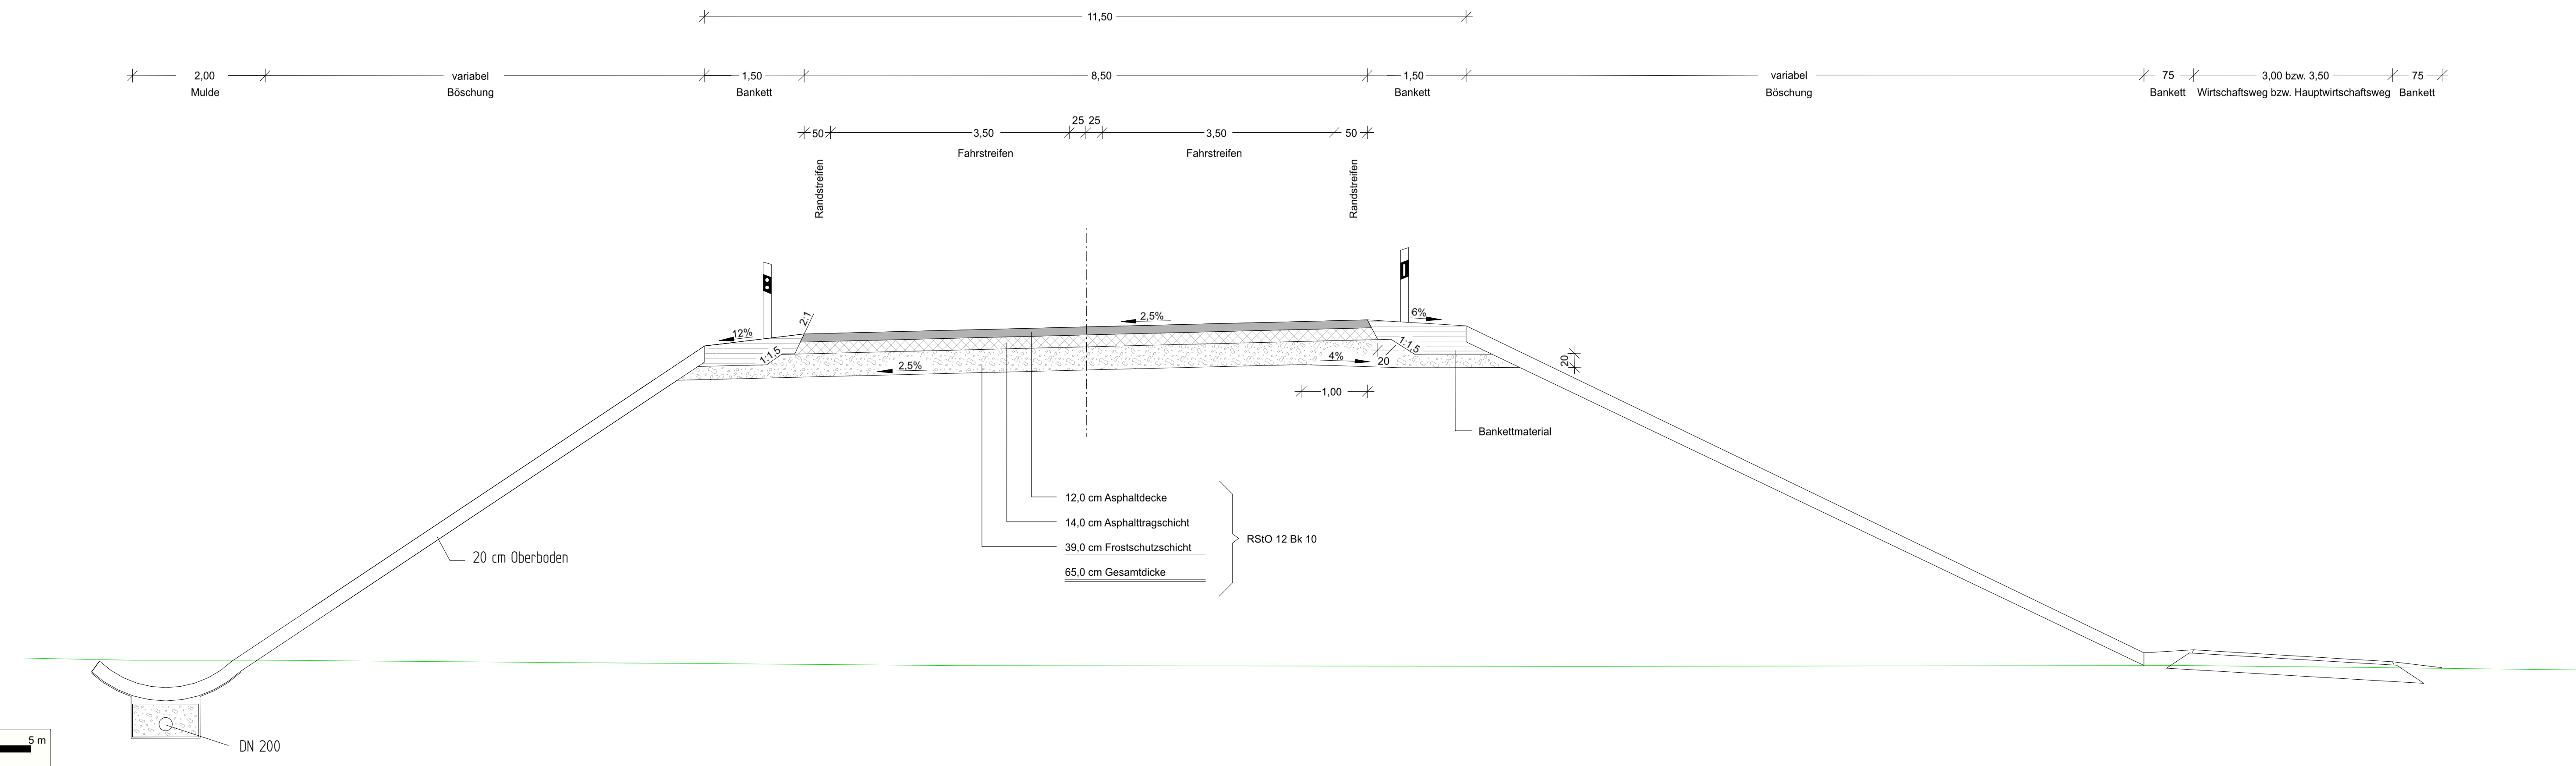 11,50
2,00 variabel 1,50 8,50 1,50 variabel 75 3,00 bzw. 3,50 75
Mulde Böschung Bankett Bankett Böschung Bankett Wirtschaftsweg bzw. Hauptwirtschaftsweg Bankett
25 25
50 3,50 3,50 50
Fahrstreifen Fahrstreifen
Randstreifen Randstreifen
12% 2:1 2,5% 6%
1:1,5 2,5% 4% 20 1:1,5 20
1,00
Bankettmaterial
12,0 cm Asphaltdecke
14,0 cm Asphalttragschicht
RStO 12 Bk 10
39,0 cm Frostschutzschicht
20 cm Oberboden
65,0 cm Gesamtdicke
5 m
DN 200